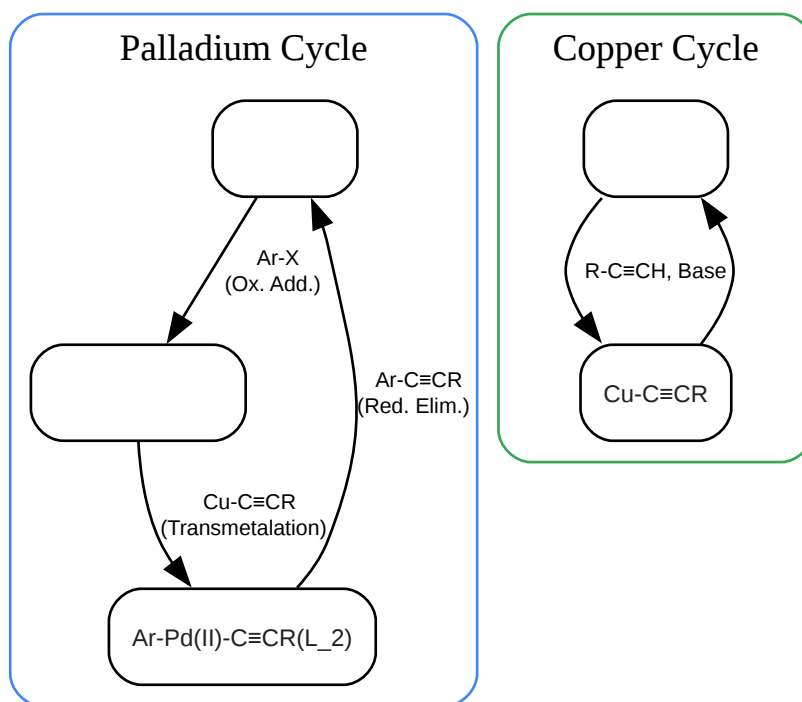 Palladium Cycle
Ar-X
(Ox. Add.)
Ar-C≡CR
(Red. Elim.)
Cu-C≡CR
(Transmetalation)
Ar-Pd(II)-C≡CR(L_2)
Copper Cycle
R-C≡CH, Base
Cu-C≡CR